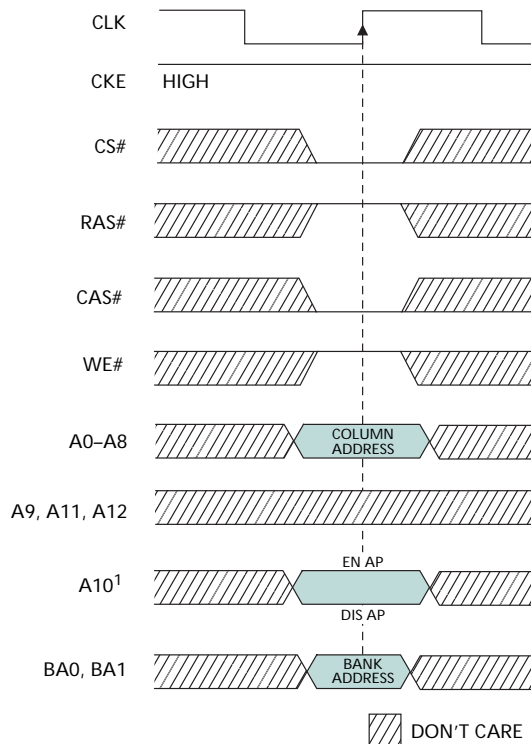 CLK
CKE HIGH
CS#
RAS#
CAS#
WE#
A0–A8 COLUMN
ADDRESS
A9, A11, A12
EN AP
A10¹
DIS AP
BA0, BA1 BANK
ADDRESS
DON'T CARE